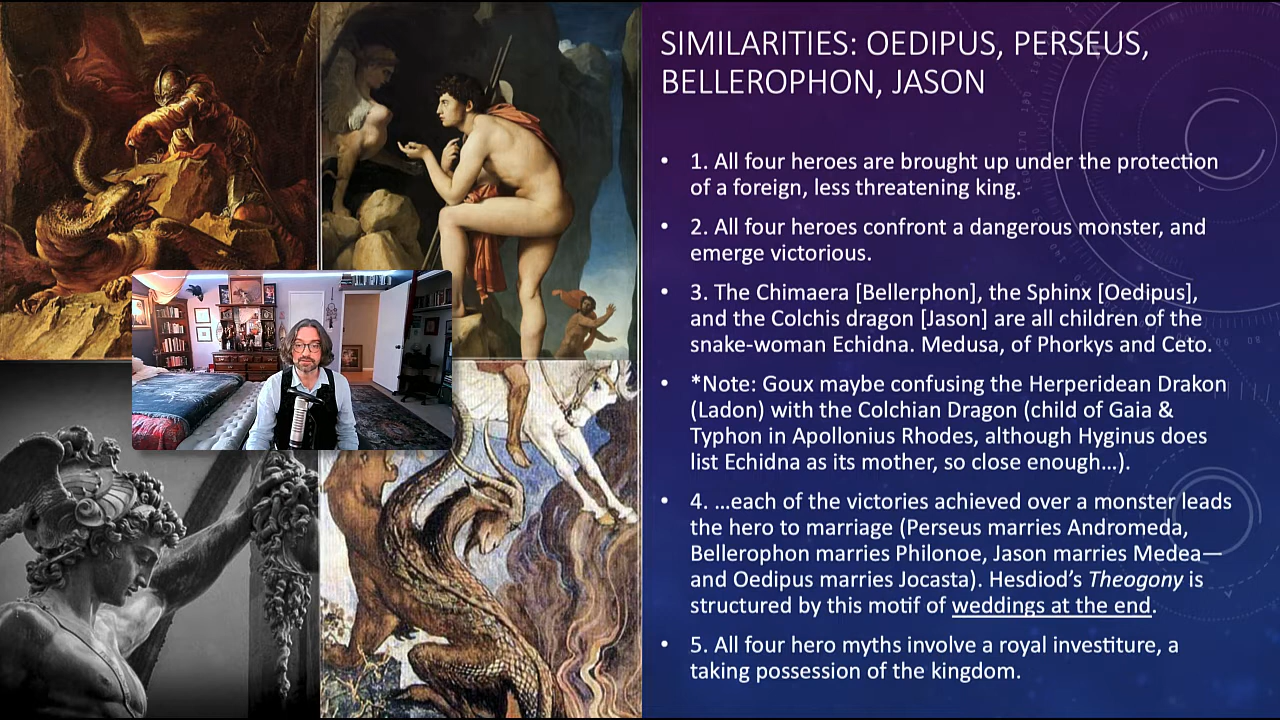 SIMILARITIES: OEDIPUS, PERSEUS,
BELLEROPHON, JASON
• 1. All four heroes are brought up under the protection
of a foreign, less threatening king.
• 2. All four heroes confront a dangerous monster, and
emerge victorious.
• 3. The Chimaera [Bellerphon], the Sphinx [Oedipus],
and the Colchis dragon [Jason] are all children of the
snake-woman Echidna. Medusa, of Phorkys and Ceto.
• *Note: Goux maybe confusing the Herperidean Drakon
(Ladon) with the Colchian Dragon (child of Gaia &
Typhon in Apollonius Rhodes, although Hyginus does
list Echidna as its mother, so close enough…).
• 4. …each of the victories achieved over a monster leads
the hero to marriage (Perseus marries Andromeda,
Bellerophon marries Philonoe, Jason marries Medea—
and Oedipus marries Jocasta). Hesdiod’s Theogony is
structured by this motif of weddings at the end.
• 5. All four hero myths involve a royal investiture, a
taking possession of the kingdom.